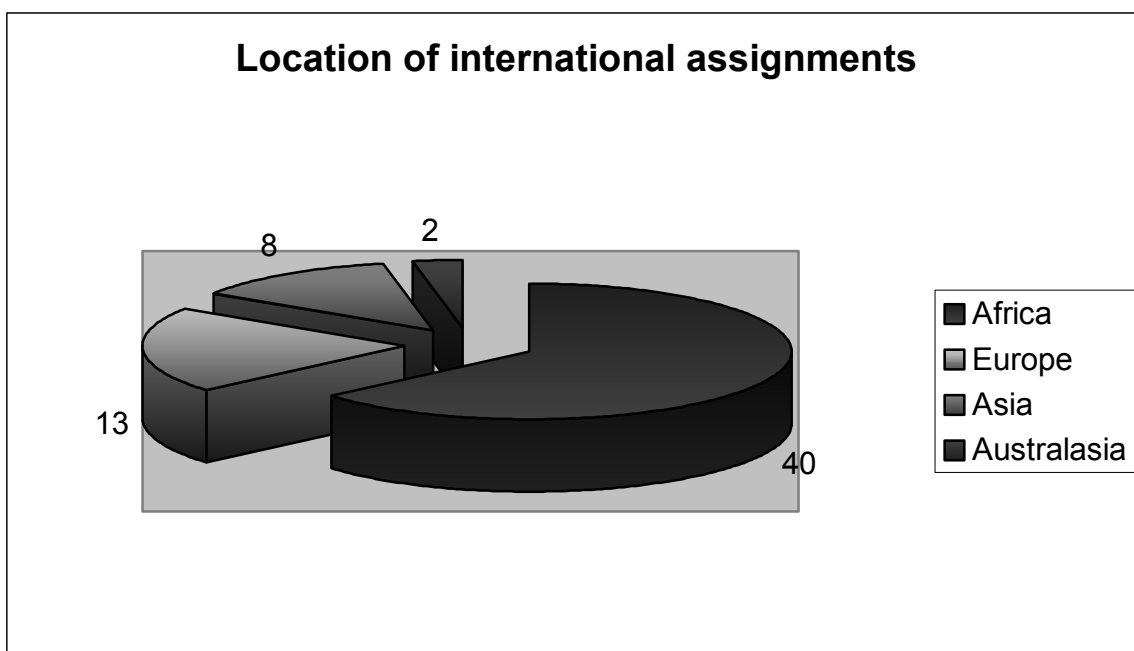 Location of international assignments
8
2
13
40
Africa
Europe
Asia
Australasia